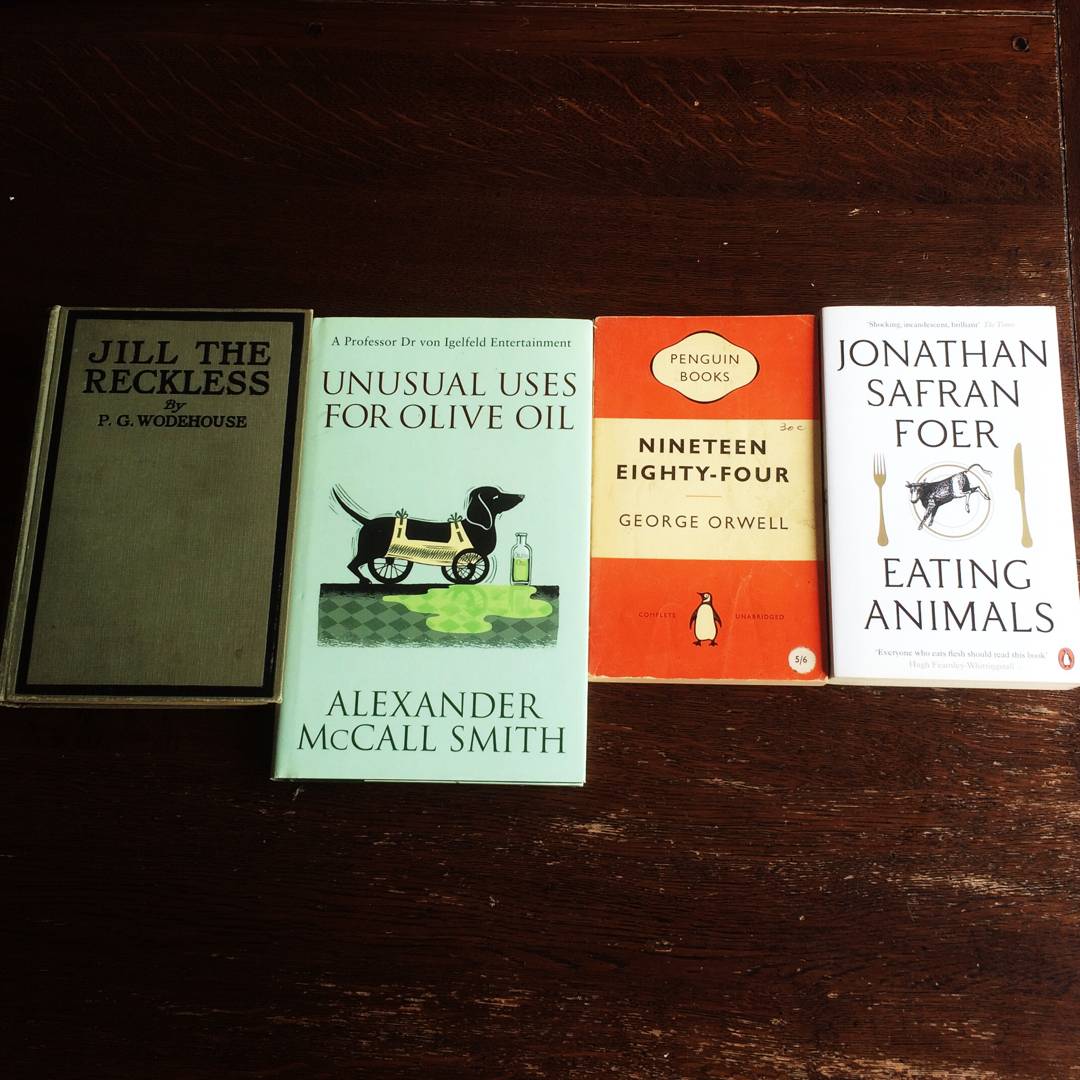 JILL THE
RECKLESS
By
P. G. WODEHOUSE
A Professor Dr von Igelfeld Entertainment
UNUSUAL USES
FOR OLIVE OIL
ALEXANDER
McCALL SMITH
PENGUIN
BOOKS
30c
NINETEEN
EIGHTY-FOUR
GEORGE ORWELL
COMPLETE UNABRIDGED
5/6
'Shocking, incandescent, brilliant' The Times
JONATHAN
SAFRAN
FOER
EATING
ANIMALS
'Everyone who eats flesh should read this book'
Hugh Fearnley-Whittingstall